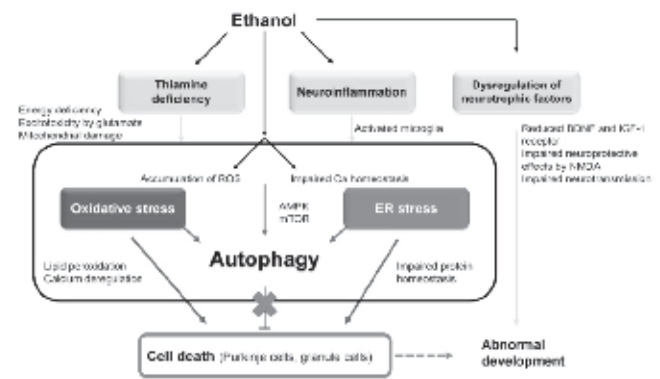 Ethanol
Thiamine
deficiency
Neuroinflammation
Dysregulation of
neurotrophic factors
Energy deficiency
Excitotoxicity by glutamate
Mitochondrial damage
Activated microglia
Reduced BDNF and IGF-I
receptor
Impaired neuroprotective
effects by NMDA
Impaired neurotransmission
Accumulation of ROS
Impaired Ca homeostasis
Oxidative stress
AMPK
mTOR
ER stress
Autophagy
Lipid peroxidation
Calcium deregulation
Impaired protein
homeostasis
Cell death (Purkinje cells, granule cells)
Abnormal
development